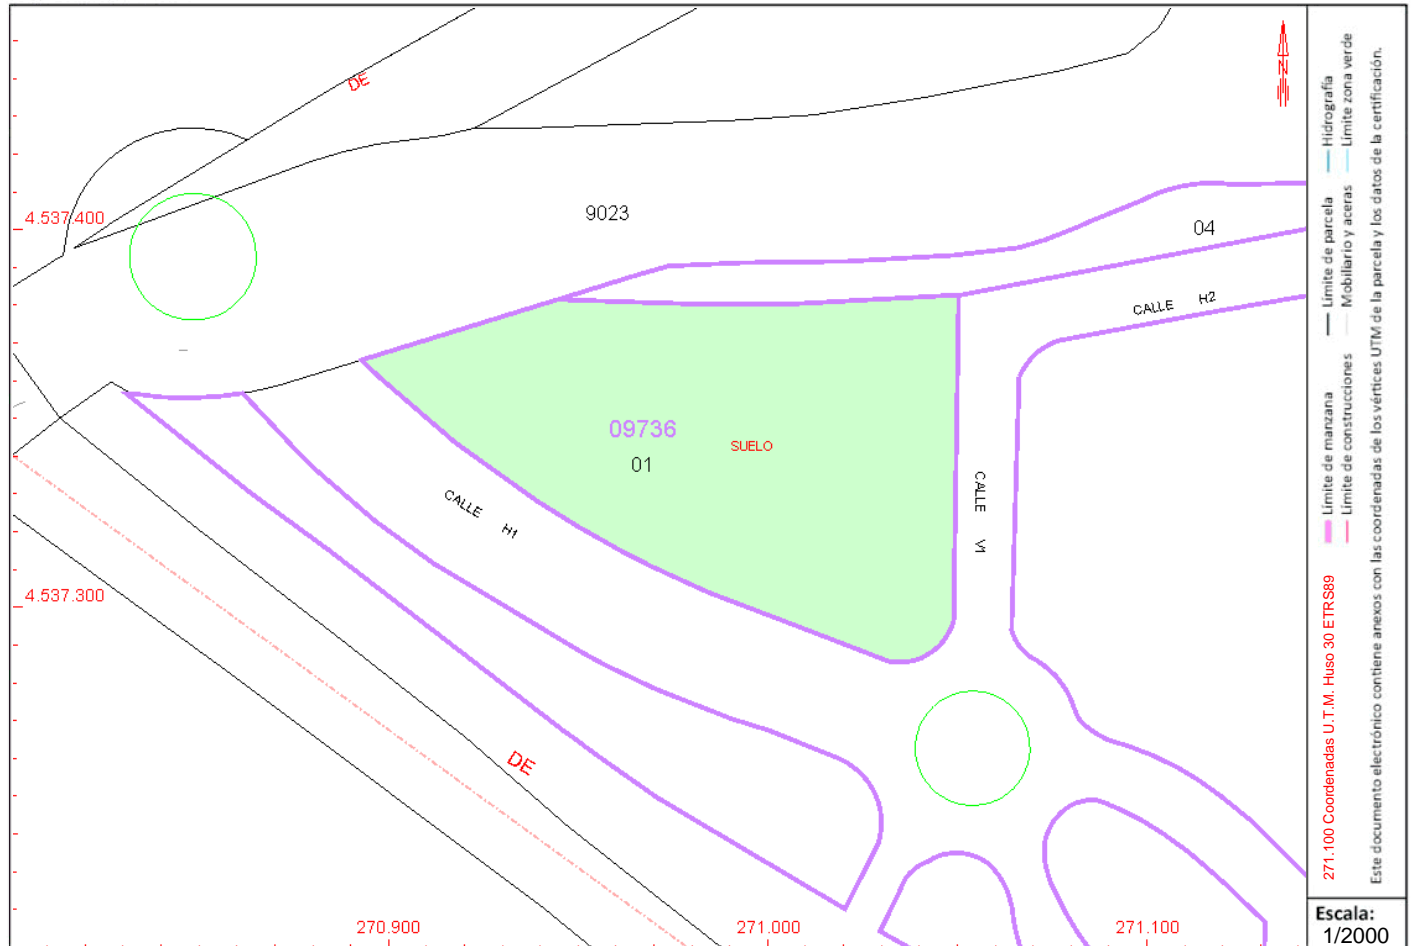 DE
N
4.537.400
9023
04
CALLE H2
09736
SUELO
01
CALLE H1
CALLE V1
4.537.300
DE
270.900
271.000
271.100
271.100 Coordenadas U.T.M. Huso 30 ETRS89
Límite de manzana
Límite de parcela
Hidrografía
Límite de construcciones
Mobiliario y aceras
Límite zona verde
Este documento electrónico contiene anexos con las coordenadas de los vértices UTM de la parcela y los datos de la certificación.
Escala:
1/2000